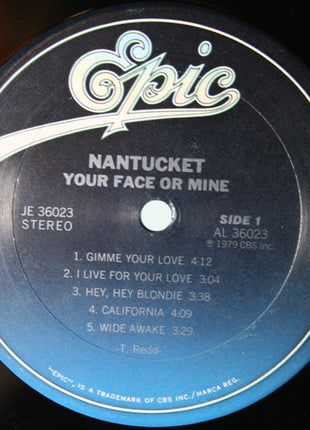 Epic
NANTUCKET
YOUR FACE OR MINE
JE 36023
STEREO
SIDE 1
AL 36023
℗ 1979 CBS Inc.
1. GIMME YOUR LOVE 4:12
2. I LIVE FOR YOUR LOVE 3:04
3. HEY, HEY BLONDIE 3:38
4. CALIFORNIA 4:09
5. WIDE AWAKE 3:29
-T. Redd-
"EPIC", IS A TRADEMARK OF CBS INC./MARCA REG.